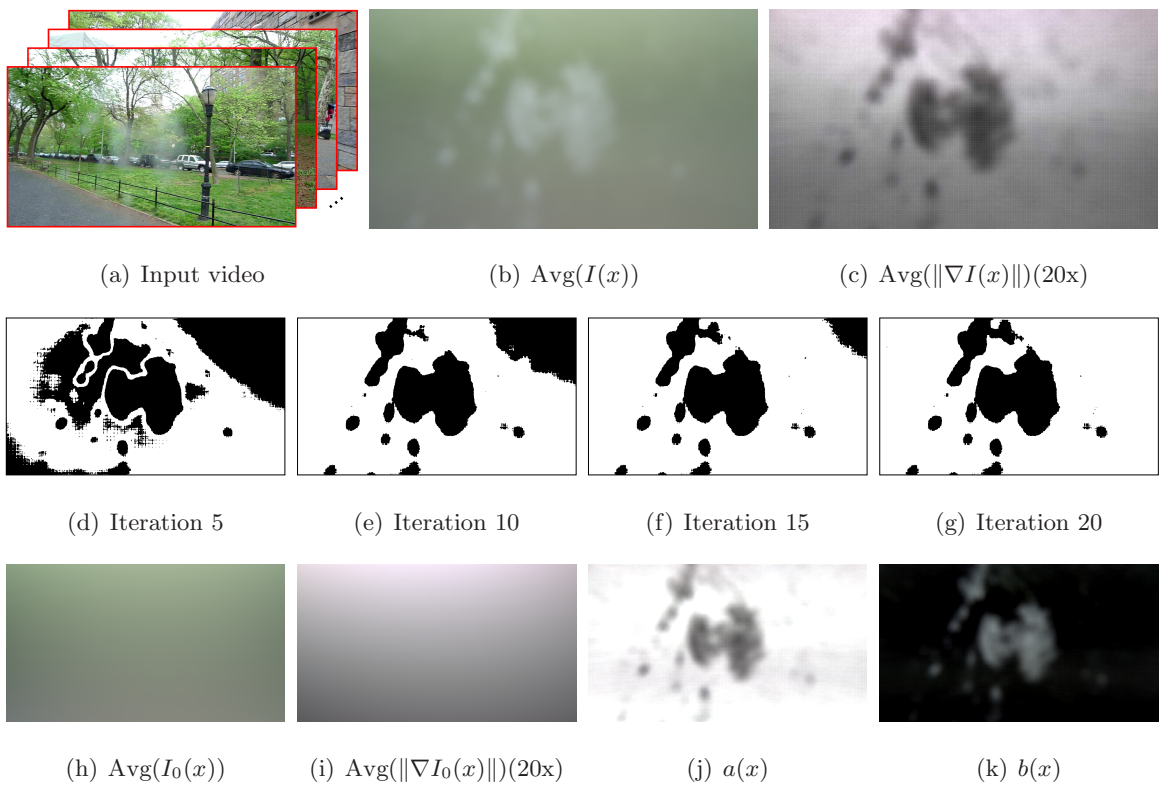 (a) Input video
(b) Avg(I(x))
(c) Avg(‖∇I(x)‖)(20x)
(d) Iteration 5
(e) Iteration 10
(f) Iteration 15
(g) Iteration 20
(h) Avg(I₀(x))
(i) Avg(‖∇I₀(x)‖)(20x)
(j) a(x)
(k) b(x)